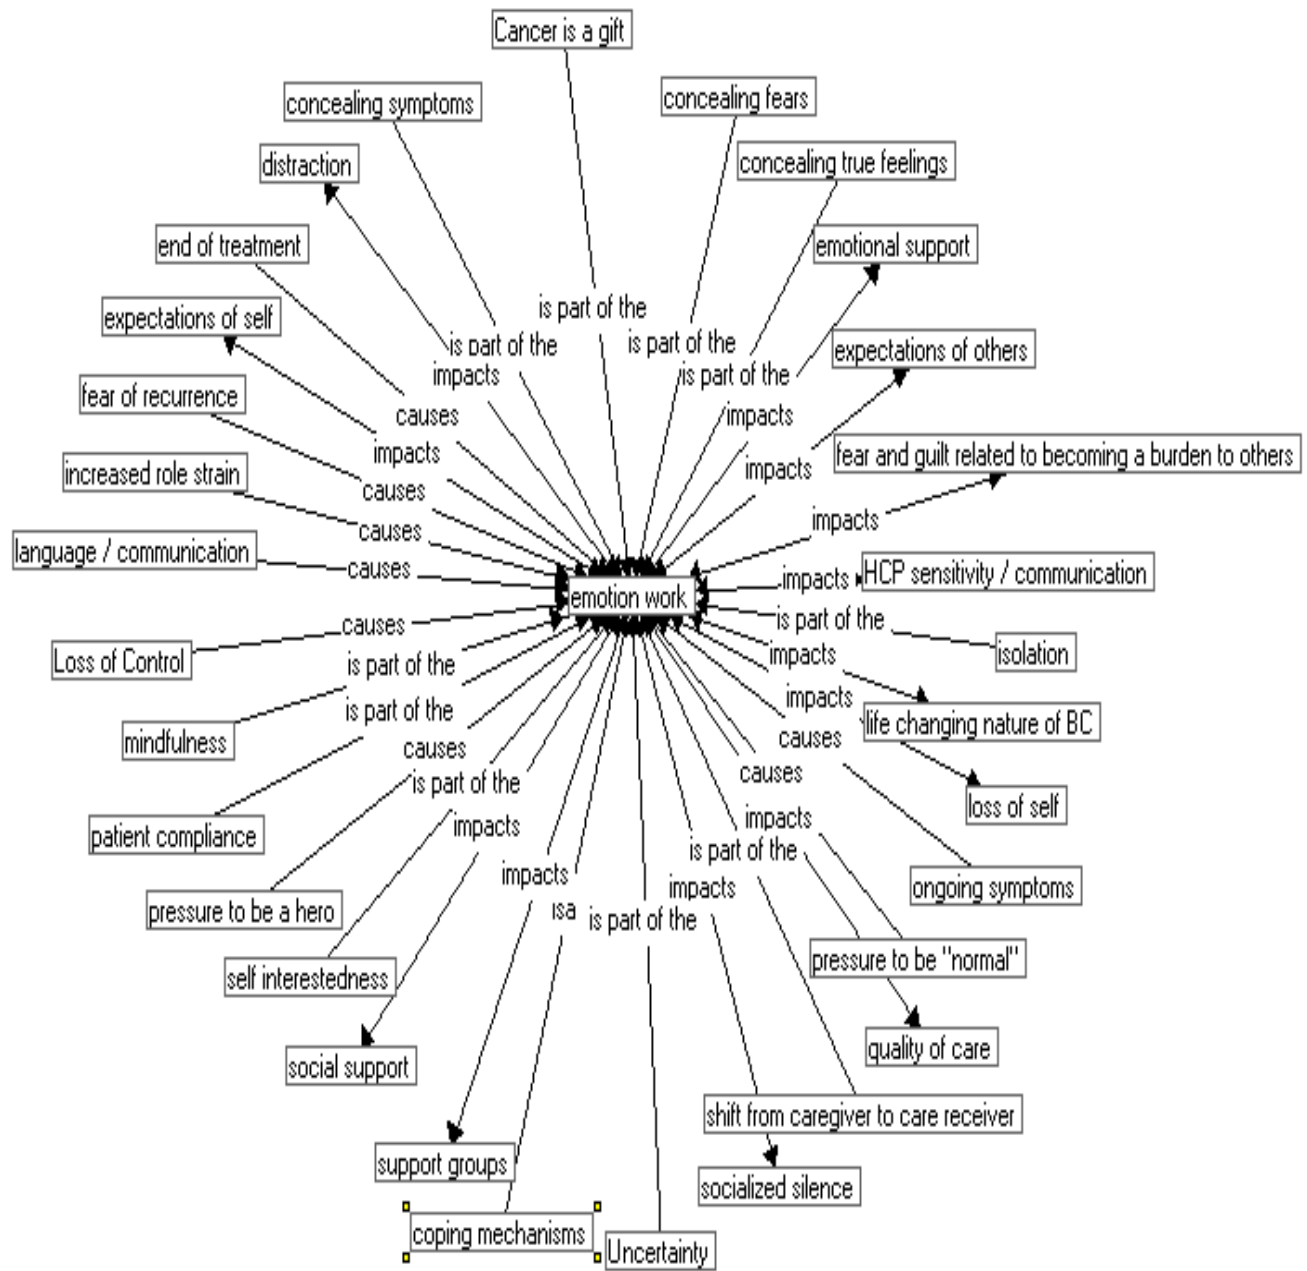 Cancer is a gift
concealing symptoms
concealing fears
distraction
concealing true feelings
end of treatment
emotional support
is part of the
expectations of self
is part of the
is part of the
expectations of others
impacts
is part of the
fear of recurrence
causes
impacts
impacts
fear and guilt related to becoming a burden to others
increased role strain
impacts
causes
impacts
causes
language / communication
causes
impacts
HCP sensitivity / communication
emotion work
causes
is part of the
Loss of Control
is part of the
impacts
isolation
is part of the
impacts
life changing nature of BC
mindfulness
causes
causes
is part of the
causes
loss of self
patient compliance
impacts
impacts
is part of the
impacts
impacts
ongoing symptoms
pressure to be a hero
isa
is part of the
pressure to be "normal"
self interestedness
quality of care
social support
shift from caregiver to care receiver
support groups
socialized silence
coping mechanisms
Uncertainty